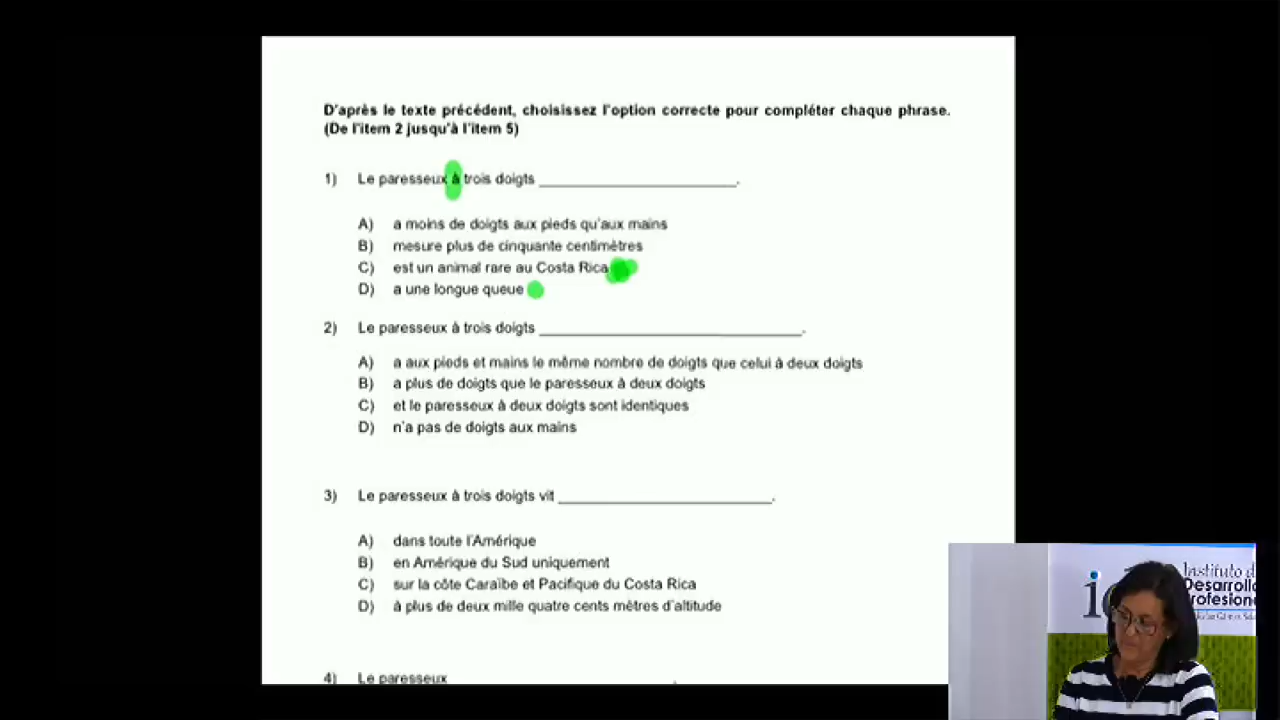 D'après le texte précédent, choisissez l'option correcte pour compléter chaque phrase.
(De l'item 2 jusqu'à l'item 5)
1) Le paresseux à trois doigts ____________________.
A) a moins de doigts aux pieds qu'aux mains
B) mesure plus de cinquante centimètres
C) est un animal rare au Costa Rica
D) a une longue queue
2) Le paresseux à trois doigts ____________________.
A) a aux pieds et mains le même nombre de doigts que celui à deux doigts
B) a plus de doigts que le paresseux à deux doigts
C) et le paresseux à deux doigts sont identiques
D) n'a pas de doigts aux mains
3) Le paresseux à trois doigts vit ____________________.
A) dans toute l'Amérique
B) en Amérique du Sud uniquement
C) sur la côte Caraïbe et Pacifique du Costa Rica
D) à plus de deux mille quatre cents mètres d'altitude
4) Le paresseux
Instituto d
Desarrollo
rofesion